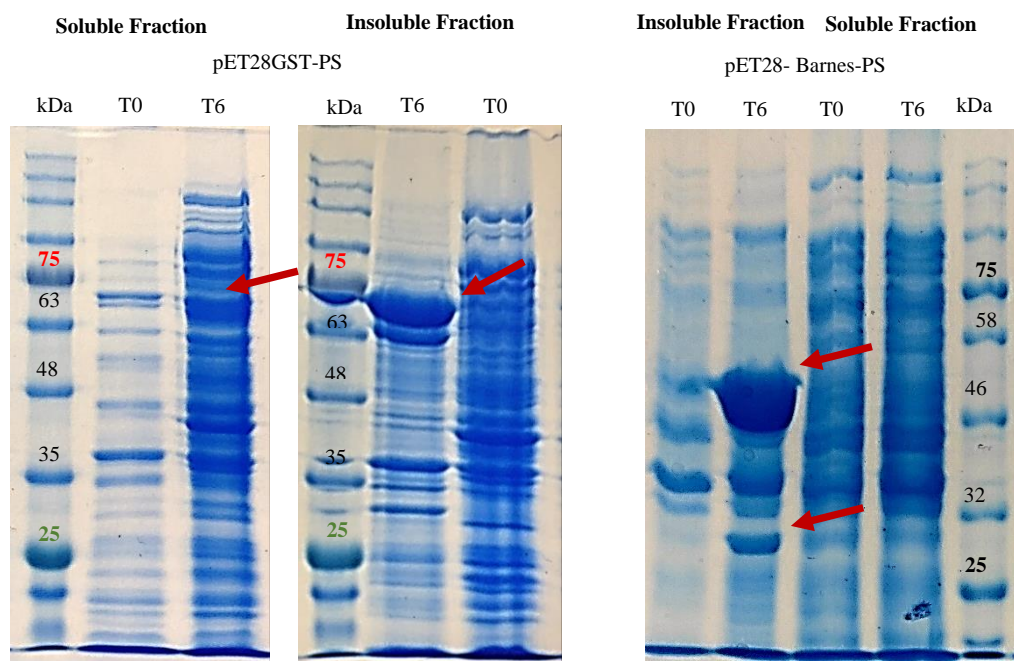 Soluble Fraction
Insoluble Fraction
Insoluble Fraction
Soluble Fraction
pET28GST-PS
pET28- Barnes-PS
kDa
T0
T6
kDa
T6
T0
T0
T6
T0
T6
kDa
75
63
48
35
25
75
63
48
35
25
75
58
46
32
25